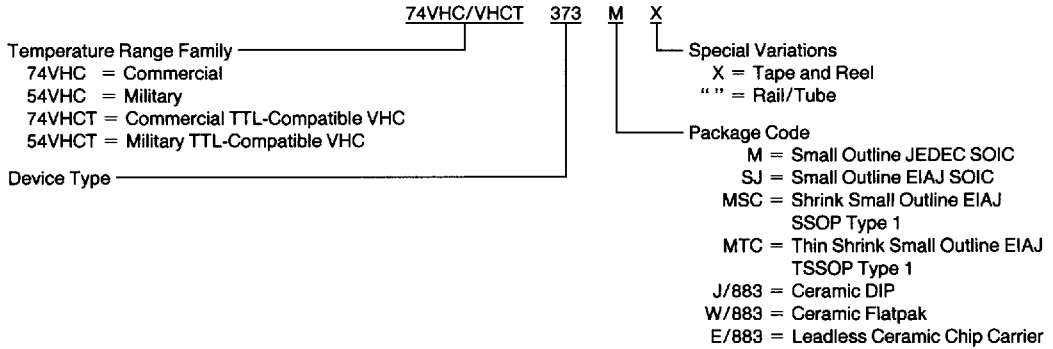 74VHC/VHCT 373 M X
Temperature Range Family
74VHC = Commercial
54VHC = Military
74VHCT = Commercial TTL-Compatible VHC
54VHCT = Military TTL-Compatible VHC
Device Type
Special Variations
X = Tape and Reel
“ ” = Rail/Tube
Package Code
M = Small Outline JEDEC SOIC
SJ = Small Outline EIAJ SOIC
MSC = Shrink Small Outline EIAJ
SSOP Type 1
MTC = Thin Shrink Small Outline EIAJ
TSSOP Type 1
J/883 = Ceramic DIP
W/883 = Ceramic Flatpak
E/883 = Leadless Ceramic Chip Carrier